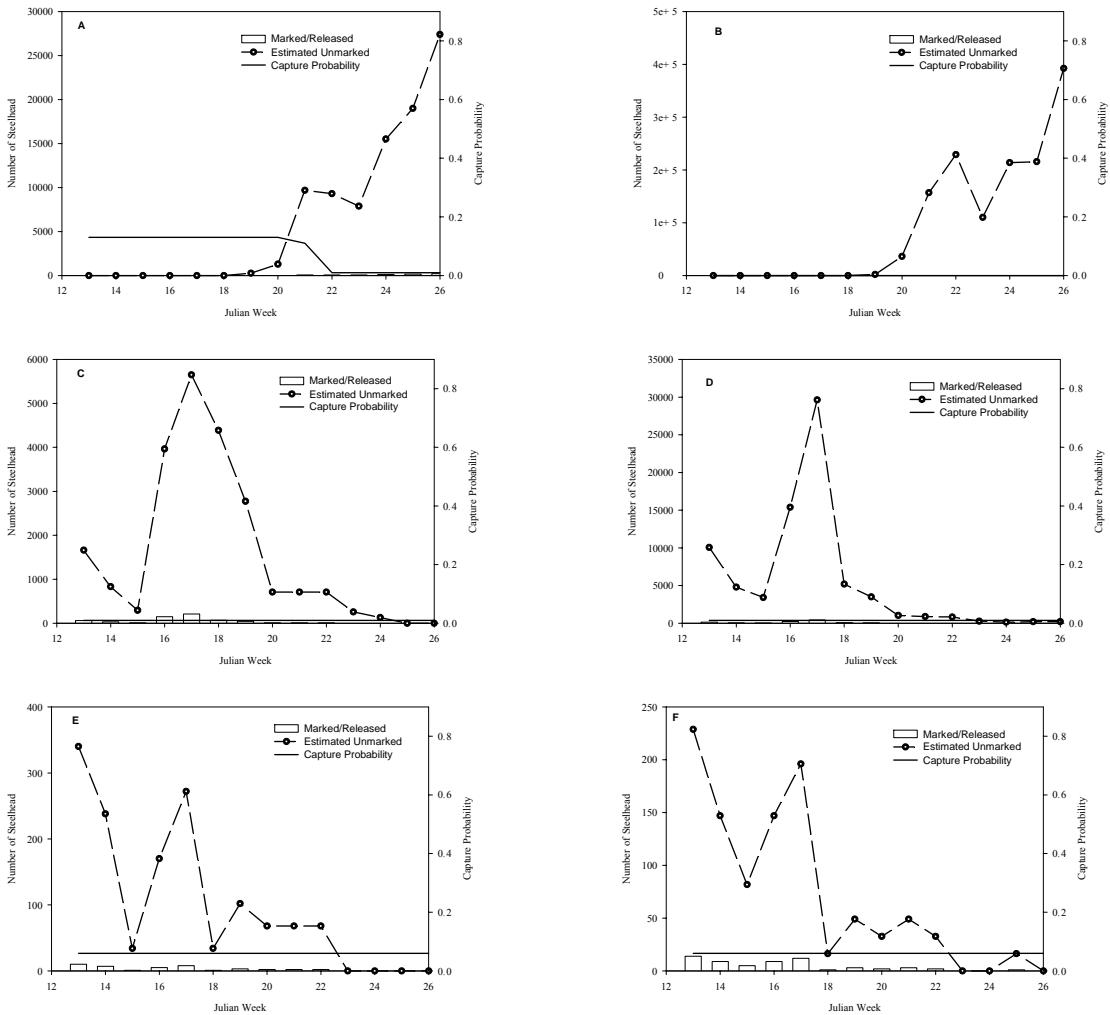 A
Marked/Released
Estimated Unmarked
Capture Probability
Number of Steelhead
30000
25000
20000
15000
10000
5000
0
0.8
0.6
0.4
0.2
0.0
Capture Probability
12 14 16 18 20 22 24 26
Julian Week
B
Marked/Released
Estimated Unmarked
Capture Probability
Number of Steelhead
5e+ 5
4e+ 5
3e+ 5
2e+ 5
1e+ 5
0
0.8
0.6
0.4
0.2
0.0
Capture Probability
12 14 16 18 20 22 24 26
Julian Week
C
Marked/Released
Estimated Unmarked
Capture Probability
Number of Steelhead
6000
5000
4000
3000
2000
1000
0
0.8
0.6
0.4
0.2
0.0
Capture Probability
12 14 16 18 20 22 24 26
Julian Week
D
Marked/Released
Estimated Unmarked
Capture Probability
Number of Steelhead
35000
30000
25000
20000
15000
10000
5000
0
0.8
0.6
0.4
0.2
0.0
Capture Probability
12 14 16 18 20 22 24 26
Julian Week
E
Marked/Released
Estimated Unmarked
Capture Probability
Number of Steelhead
400
300
200
100
0
0.8
0.6
0.4
0.2
0.0
Capture Probability
12 14 16 18 20 22 24 26
Julian Week
F
Marked/Released
Estimated Unmarked
Capture Probability
Number of Steelhead
250
200
150
100
50
0
0.8
0.6
0.4
0.2
0.0
Capture Probability
12 14 16 18 20 22 24 26
Julian Week